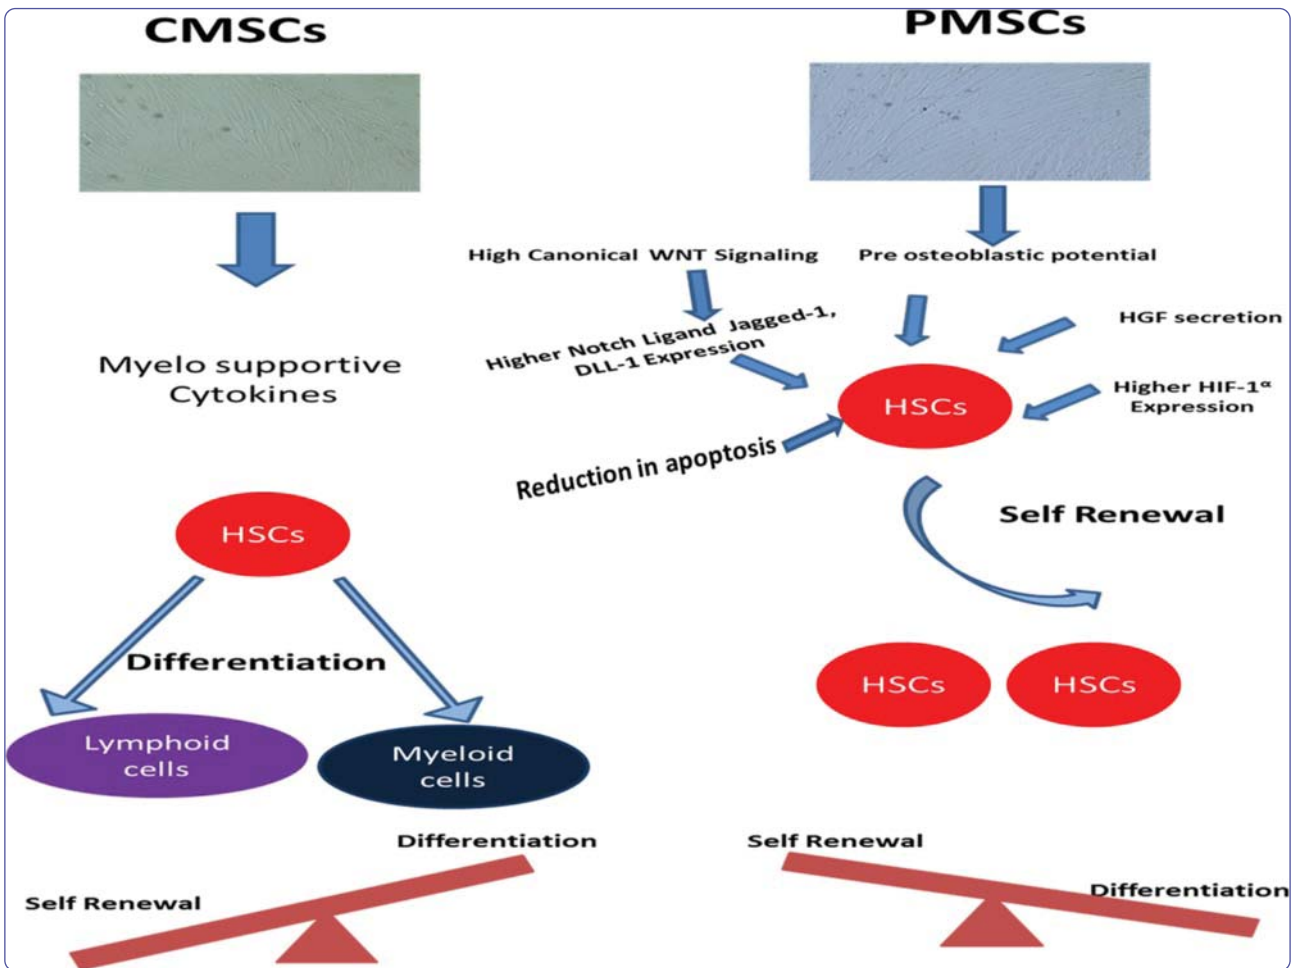 CMSCs
Myelo supportive
Cytokines
HSCs
Differentiation
Lymphoid
cells
Myeloid
cells
Differentiation
Self Renewal
PMSCs
High Canonical WNT Signaling
Pre osteoblastic potential
Higher Notch Ligand Jagged-1,
DLL-1 Expression
HGF secretion
Higher HIF-1α
Expression
HSCs
Reduction in apoptosis
Self Renewal
HSCs
HSCs
Self Renewal
Differentiation